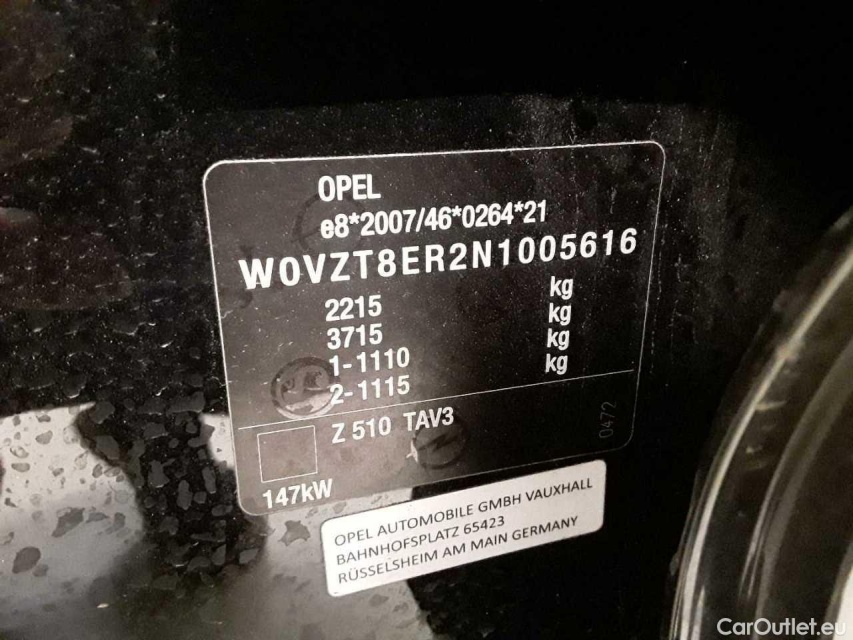 OPEL
e8*2007/46*0264*21
W0VZT8ER2N1005616
2215 kg
3715 kg
1-1110 kg
2-1115 kg
Z 510 TAV3
0472
147kW
OPEL AUTOMOBILE GMBH VAUXHALL
BAHNHOFSPLATZ 65423
RÜSSELSHEIM AM MAIN GERMANY
CarOutlet.eu